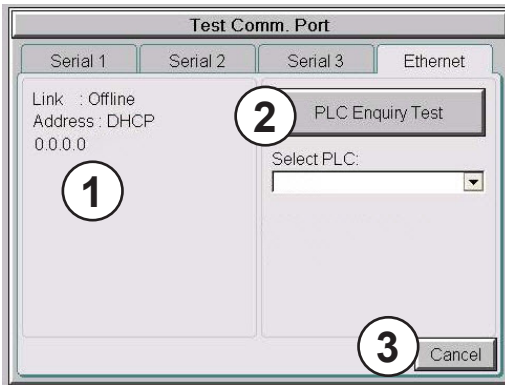 Test Comm. Port
Serial 1 Serial 2 Serial 3 Ethernet
Link : Offline
Address : DHCP
0.0.0.0
1
2
PLC Enquiry Test
Select PLC:
3
Cancel